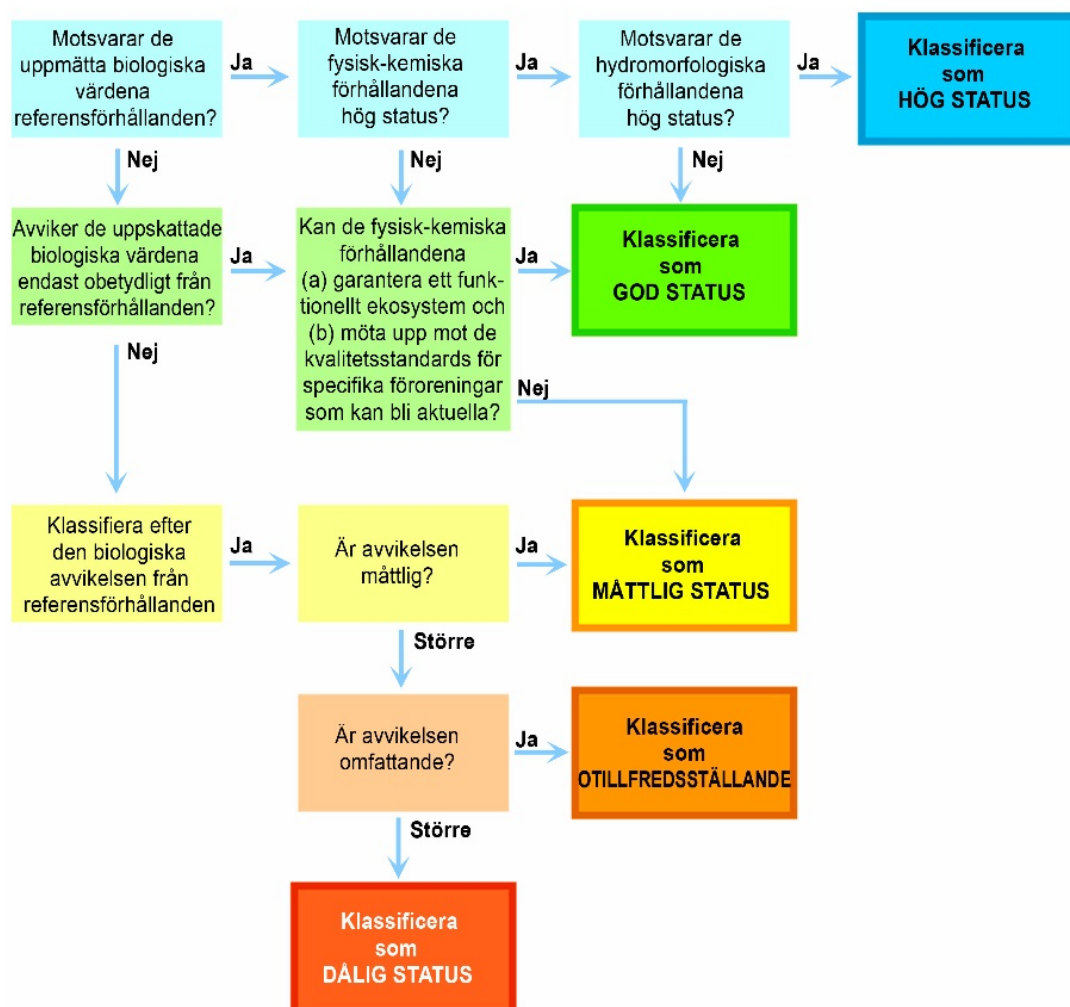 Motsvarar de
uppmätta biologiska
värdena
referensförhållanden?
Ja
Motsvarar de
fysisk-kemiska
förhållandena
hög status?
Ja
Motsvarar de
hydromorfologiska
förhållandena
hög status?
Ja
Klassificera
som
HÖG STATUS
Nej
Nej
Nej
Avviker de uppskattade
biologiska värdena
endast obetydligt från
referensförhållanden?
Ja
Kan de fysisk-kemiska
förhållandena
(a) garantera ett funk-
tionellt ekosystem och
(b) möta upp mot de
kvalitetsstandards för
specifika föroreningar
som kan bli aktuella?
Ja
Klassificera
som
GOD STATUS
Nej
Nej
Klassifiera efter
den biologiska
avvikelsen från
referensförhållanden
Ja
Är avvikelsen
måttlig?
Ja
Klassificera
som
MÅTTLIG STATUS
Större
Är avvikelsen
omfattande?
Ja
Klassificera
som
OTILLFREDSSTÄLLANDE
Större
Klassificera
som
DÅLIG STATUS